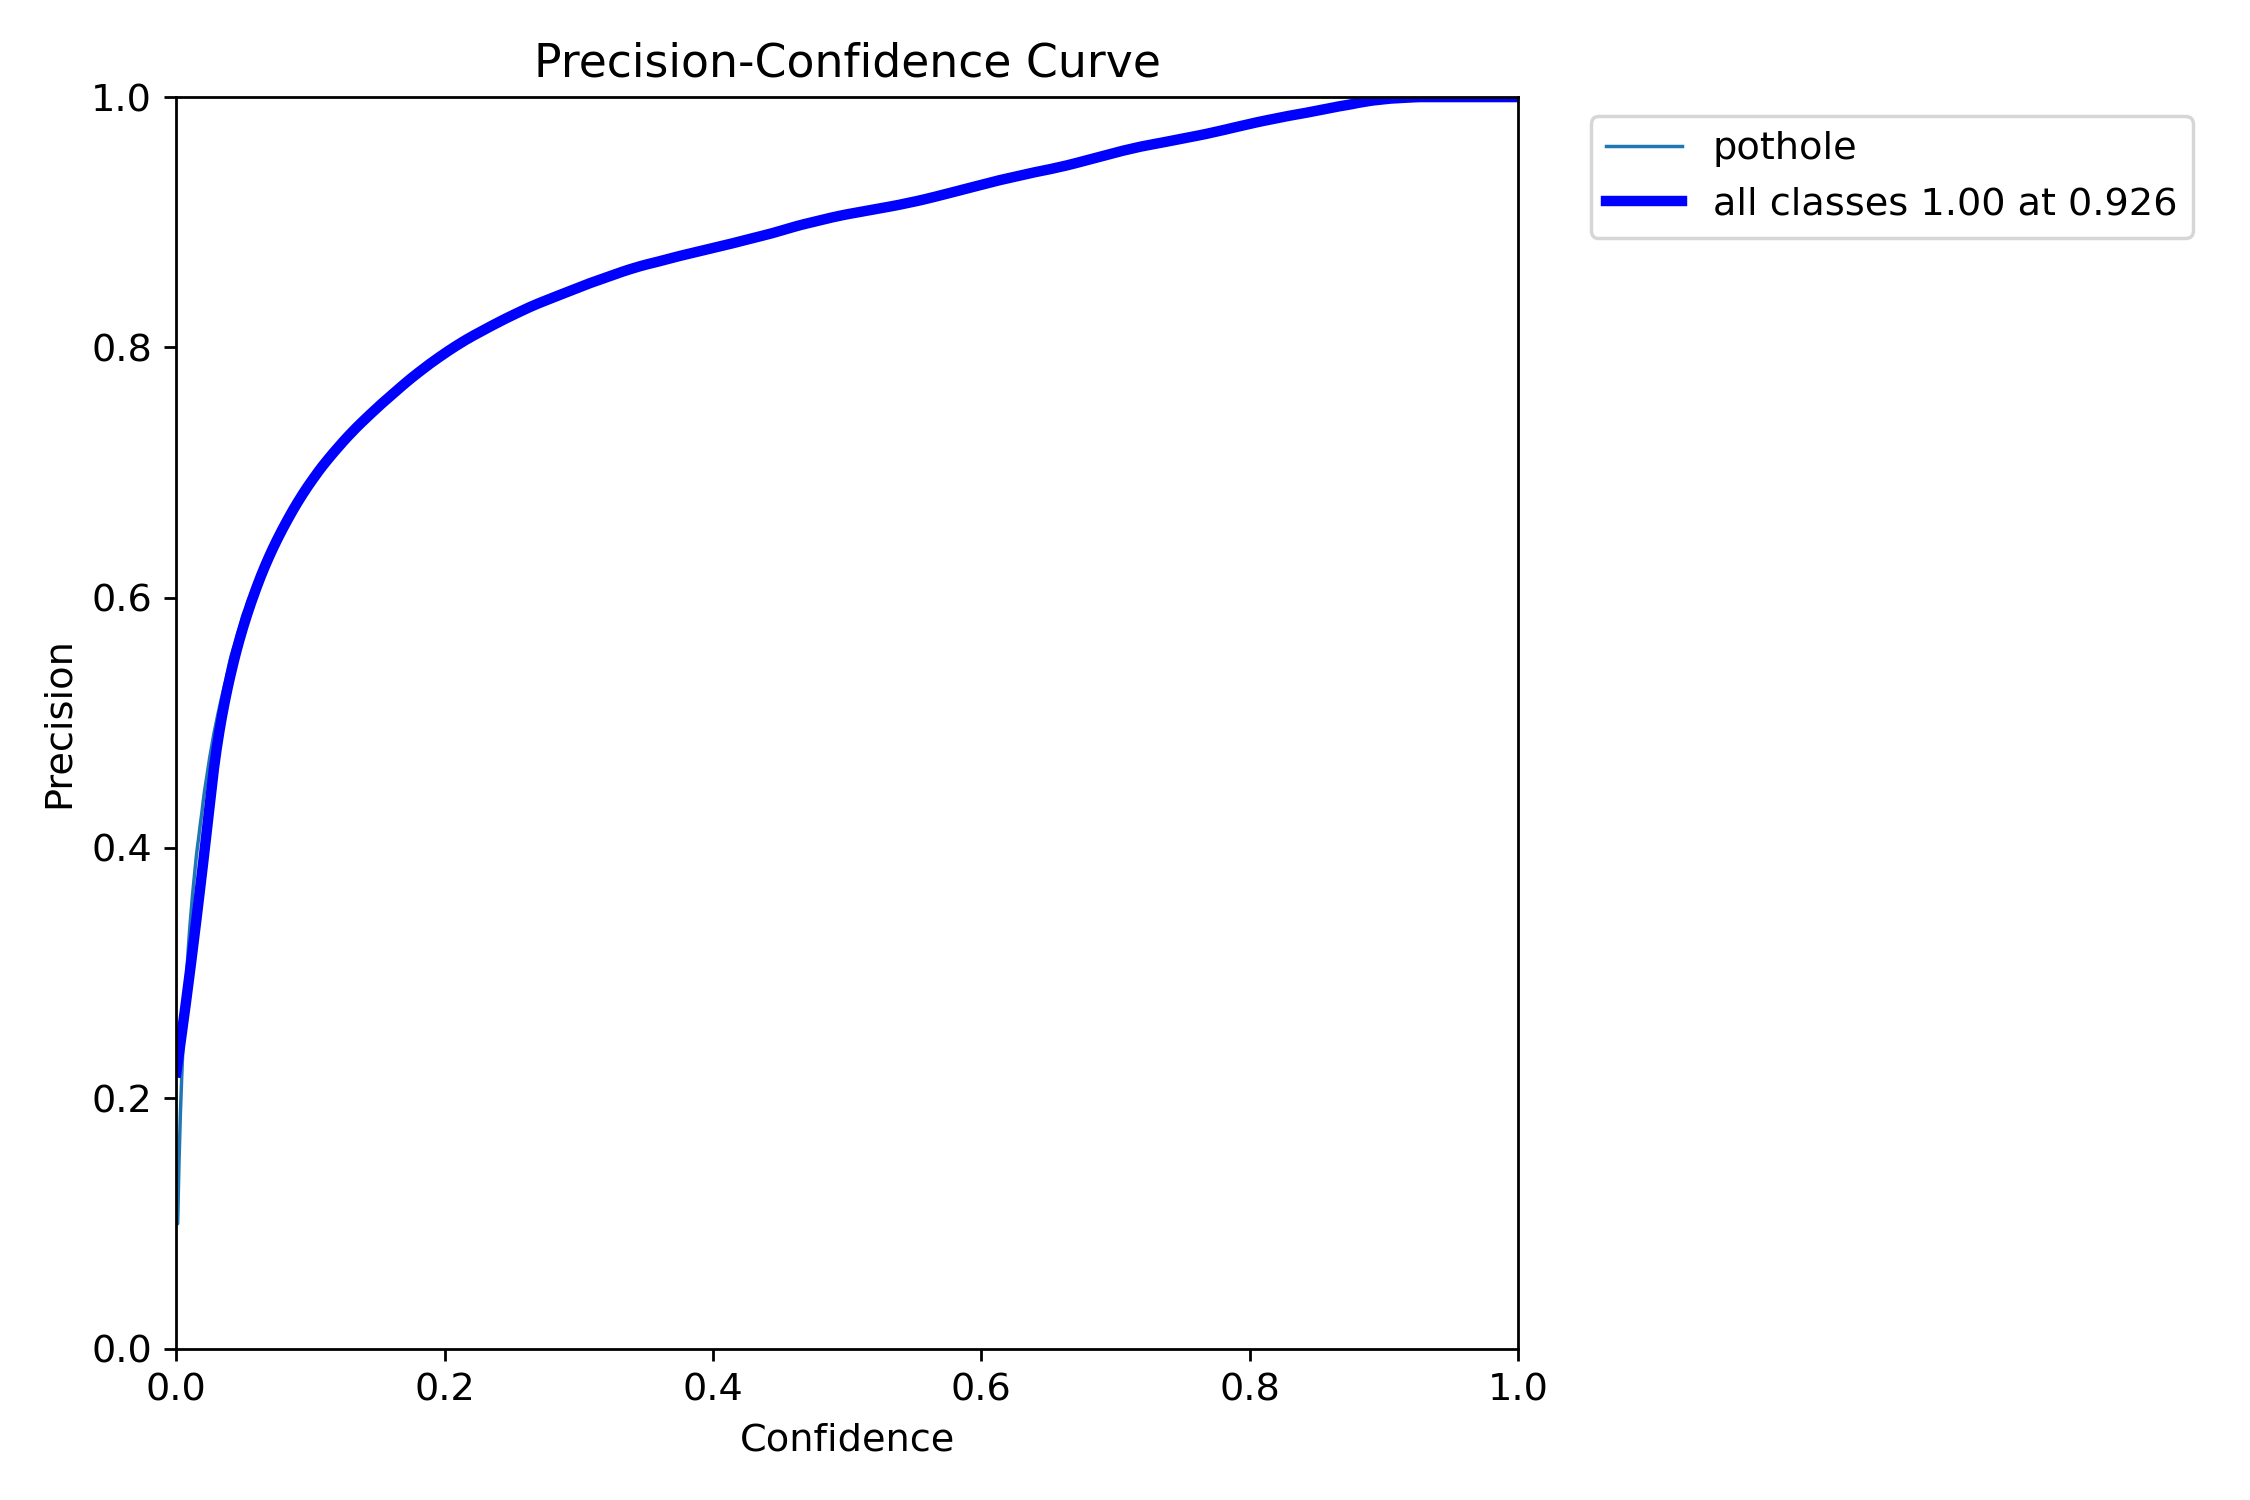 Precision-Confidence Curve
1.0
0.8
0.6
0.4
0.2
0.0
Precision
0.0 0.2 0.4 0.6 0.8 1.0
Confidence
pothole
all classes 1.00 at 0.926